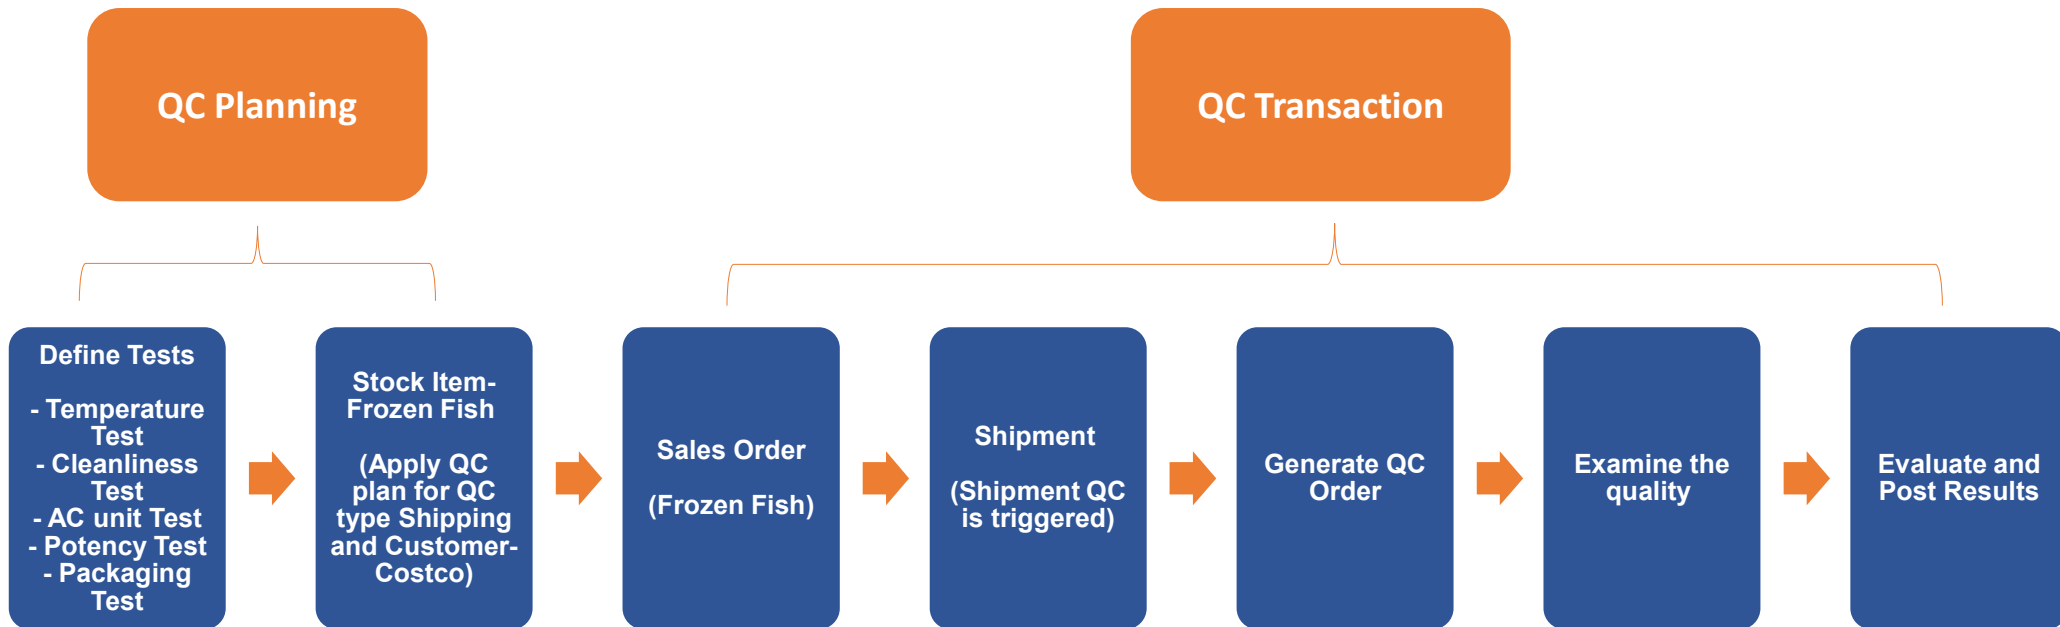 QC Planning
QC Transaction
Define Tests
- Temperature
Test
- Cleanliness
Test
- AC unit Test
- Potency Test
- Packaging
Test
Stock Item-
Frozen Fish
(Apply QC
plan for QC
type Shipping
and Customer-
Costco)
Sales Order
(Frozen Fish)
Shipment
(Shipment QC
is triggered)
Generate QC
Order
Examine the
quality
Evaluate and
Post Results